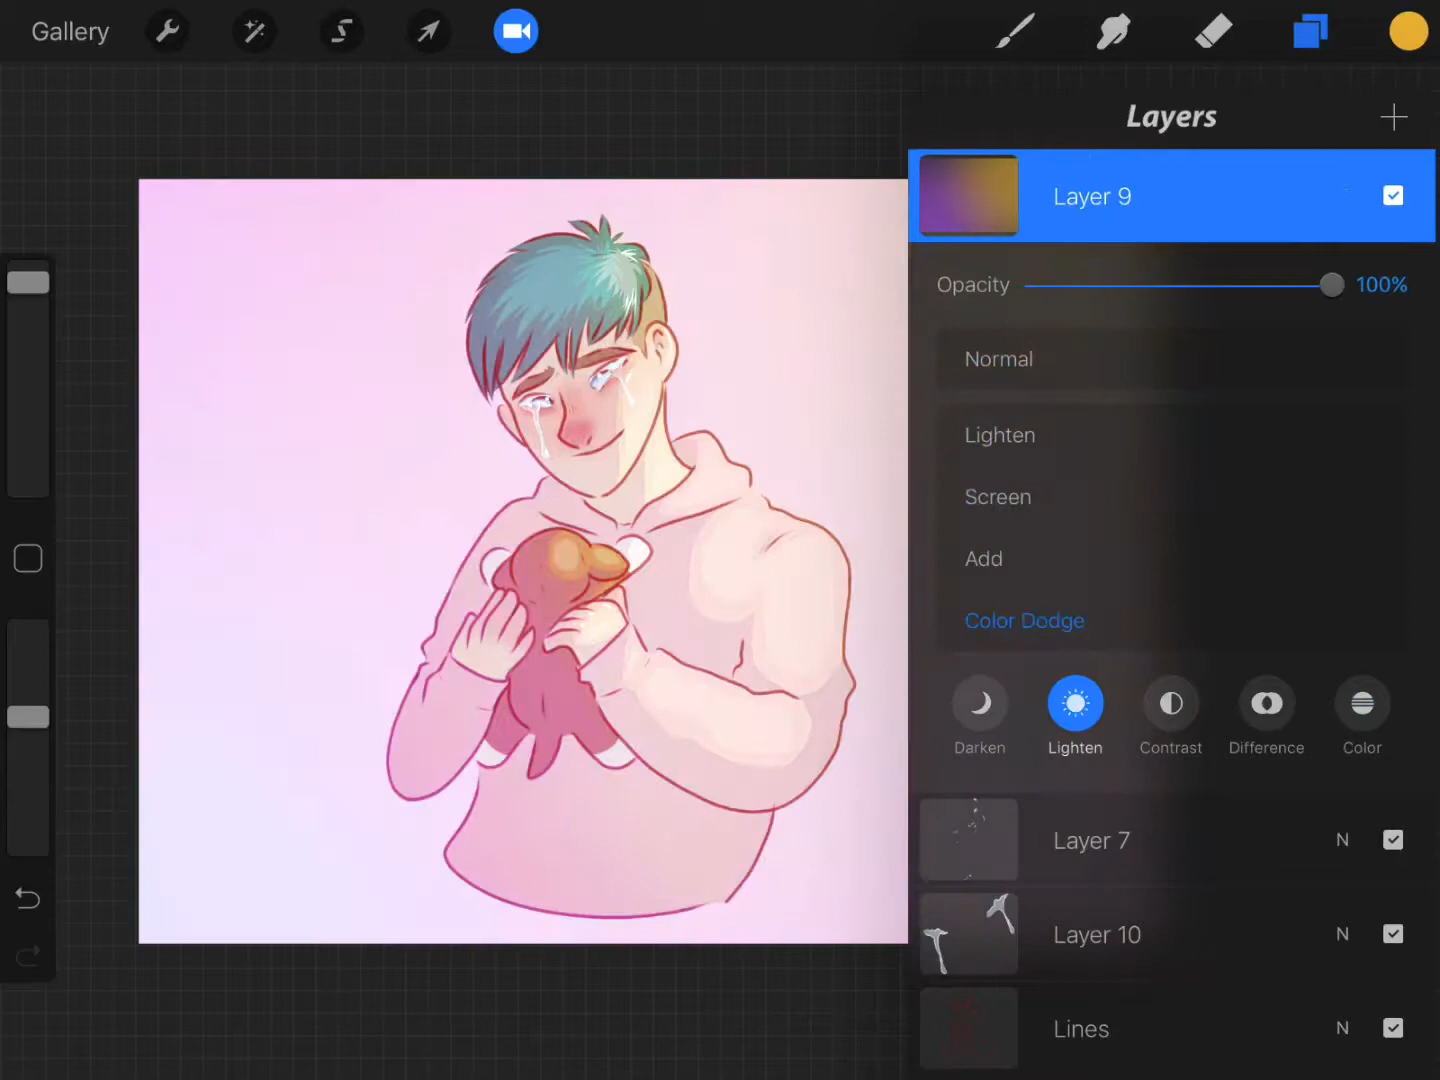 Gallery
Layers
Layer 9
Opacity 100%
Normal
Lighten
Screen
Add
Color Dodge
Darken Lighten Contrast Difference Color
Layer 7 N
Layer 10 N
Lines N